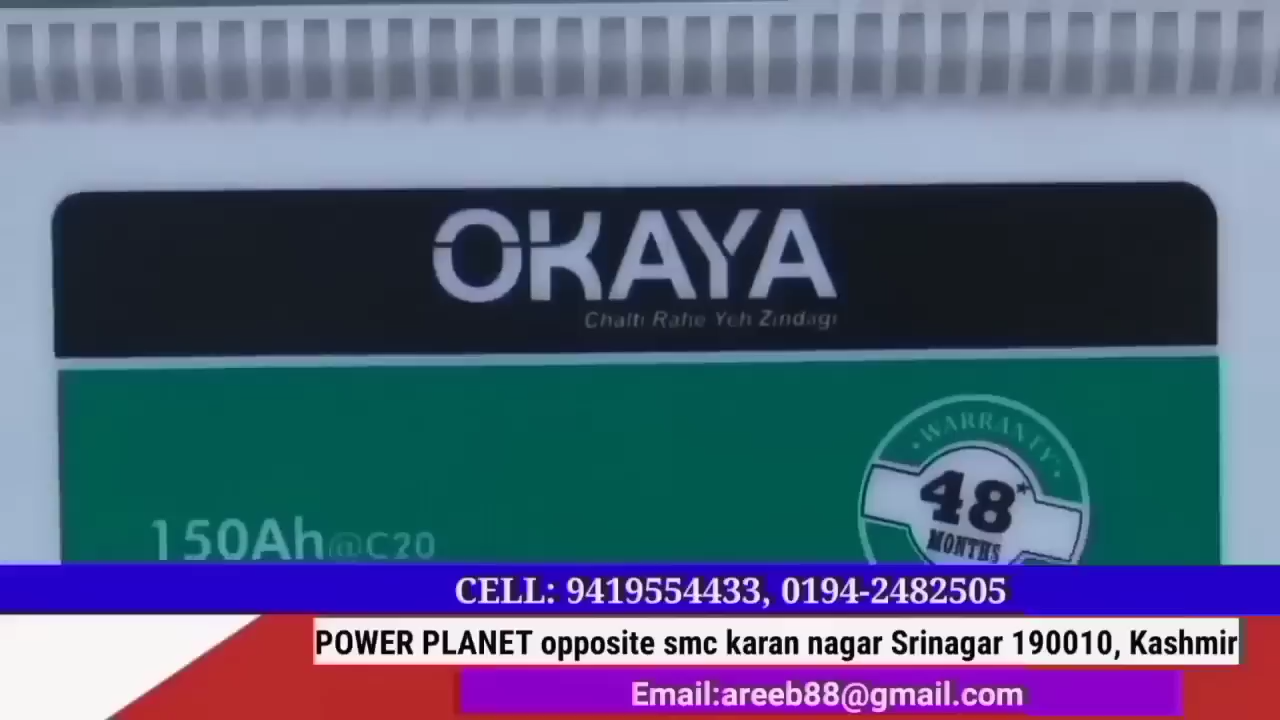 OKAYA
Chalti Rahe Yeh Zindagi
WARRANTY
48*
MONTHS
150Ah@C20
CELL: 9419554433, 0194-2482505
POWER PLANET opposite smc karan nagar Srinagar 190010, Kashmir
Email:areeb88@gmail.com